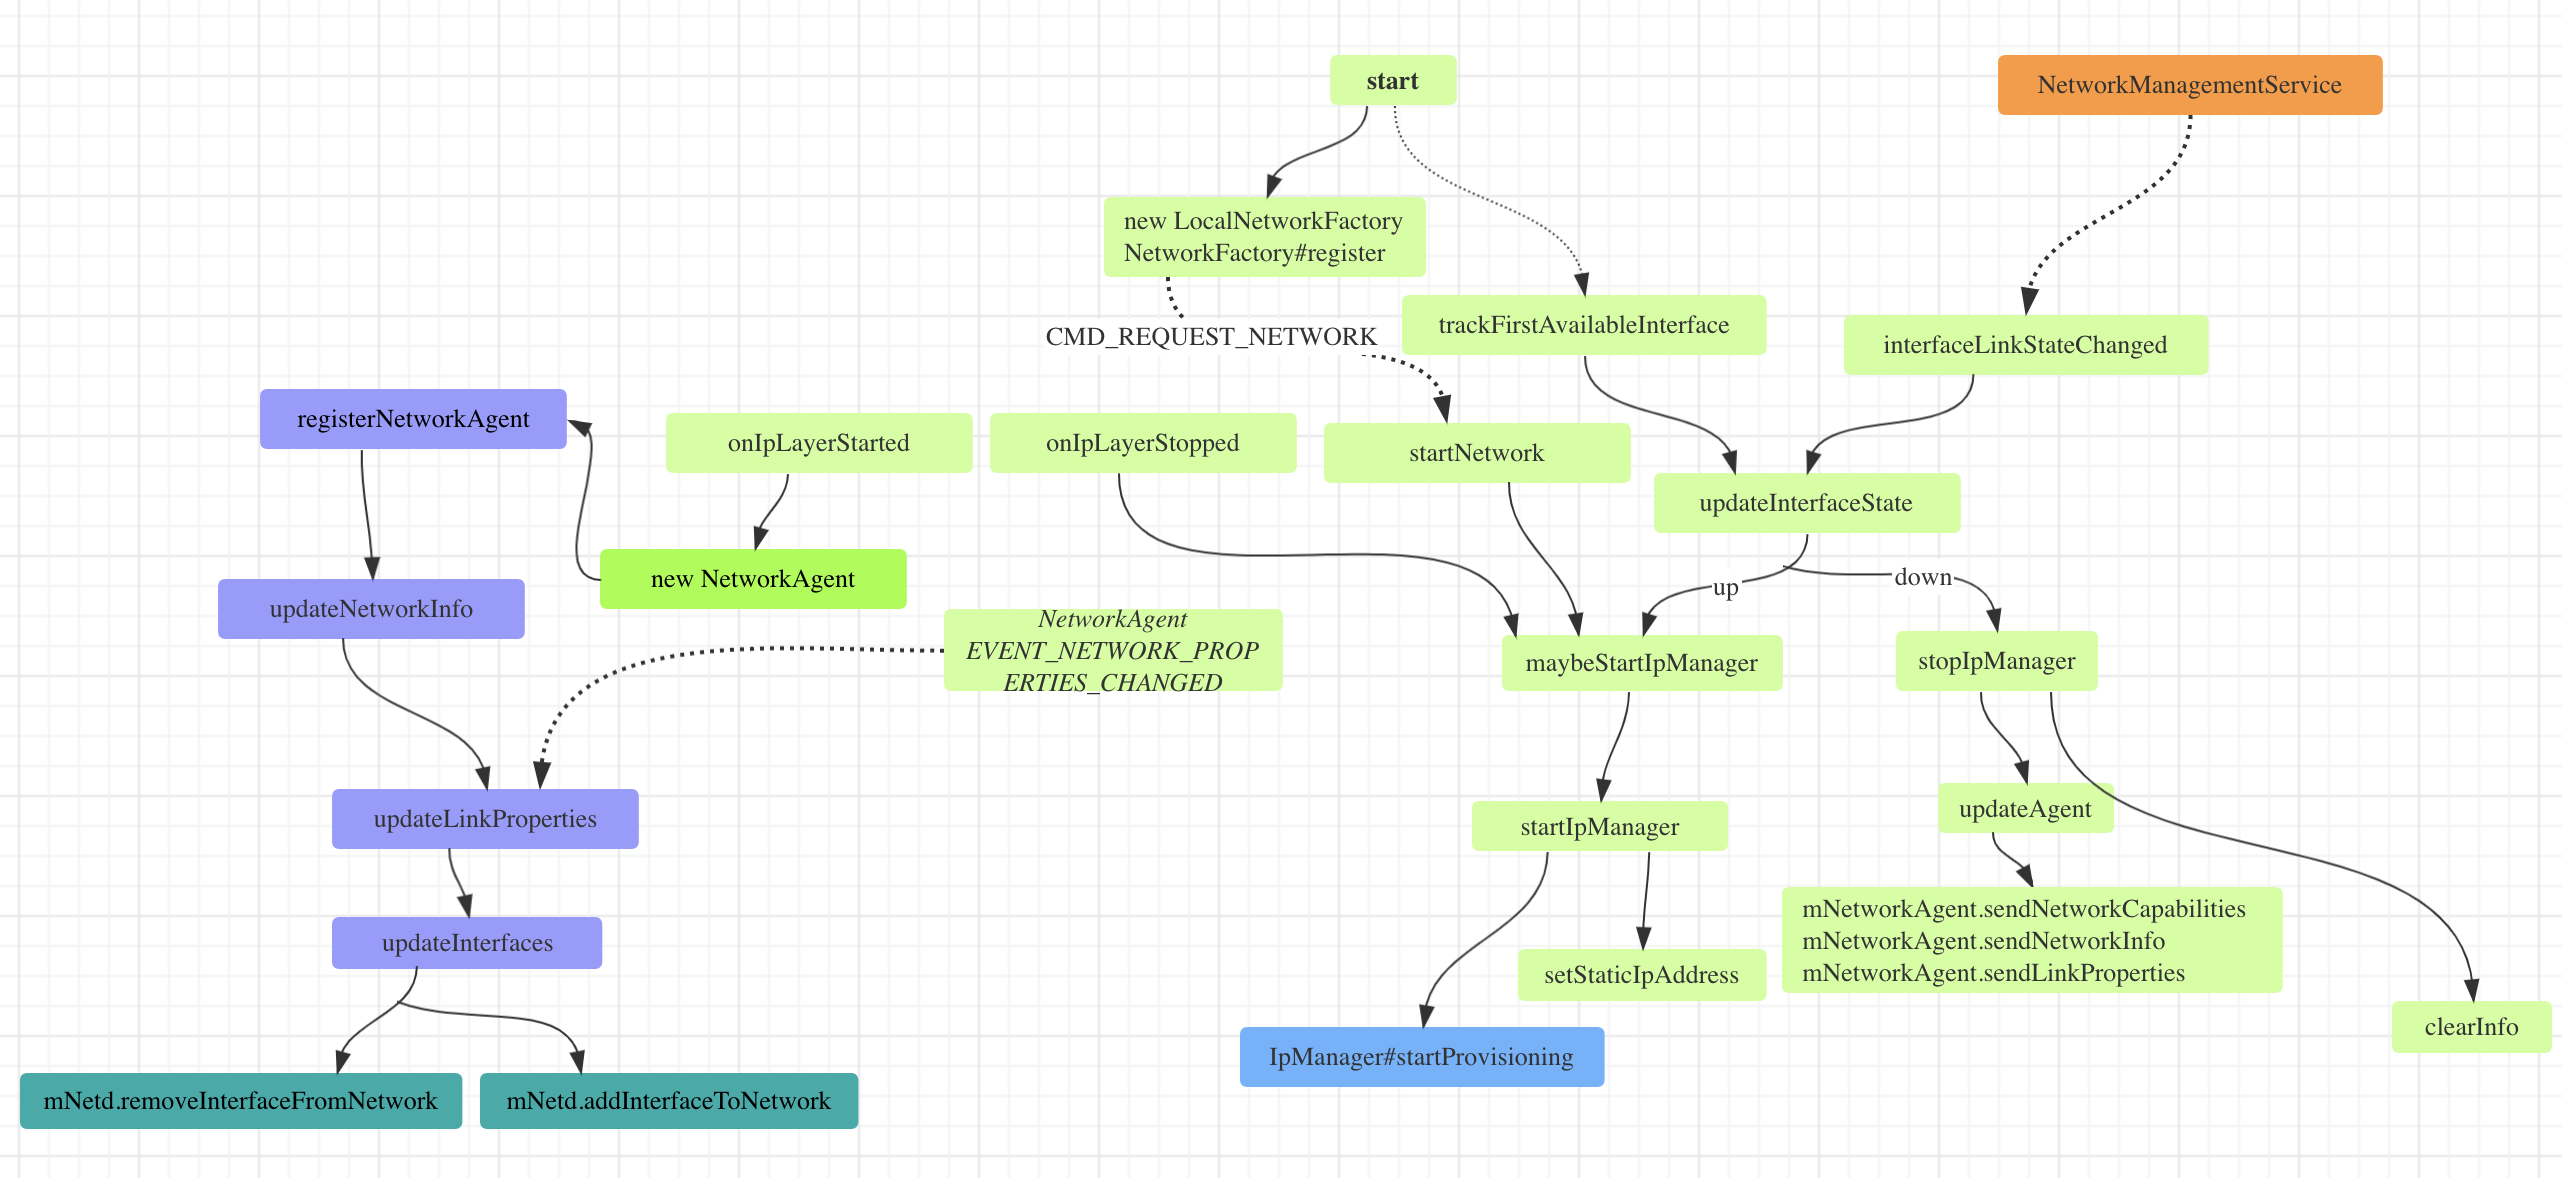 start
NetworkManagementService
new LocalNetworkFactory
NetworkFactory#register
trackFirstAvailableInterface
CMD_REQUEST_NETWORK
interfaceLinkStateChanged
registerNetworkAgent
onIpLayerStarted
onIpLayerStopped
startNetwork
updateInterfaceState
new NetworkAgent
up
down
updateNetworkInfo
NetworkAgent
EVENT_NETWORK_PROP
ERTIES_CHANGED
maybeStartIpManager
stopIpManager
updateLinkProperties
startIpManager
updateAgent
updateInterfaces
mNetworkAgent.sendNetworkCapabilities
mNetworkAgent.sendNetworkInfo
mNetworkAgent.sendLinkProperties
setStaticIpAddress
clearInfo
IpManager#startProvisioning
mNetd.removeInterfaceFromNetwork
mNetd.addInterfaceToNetwork